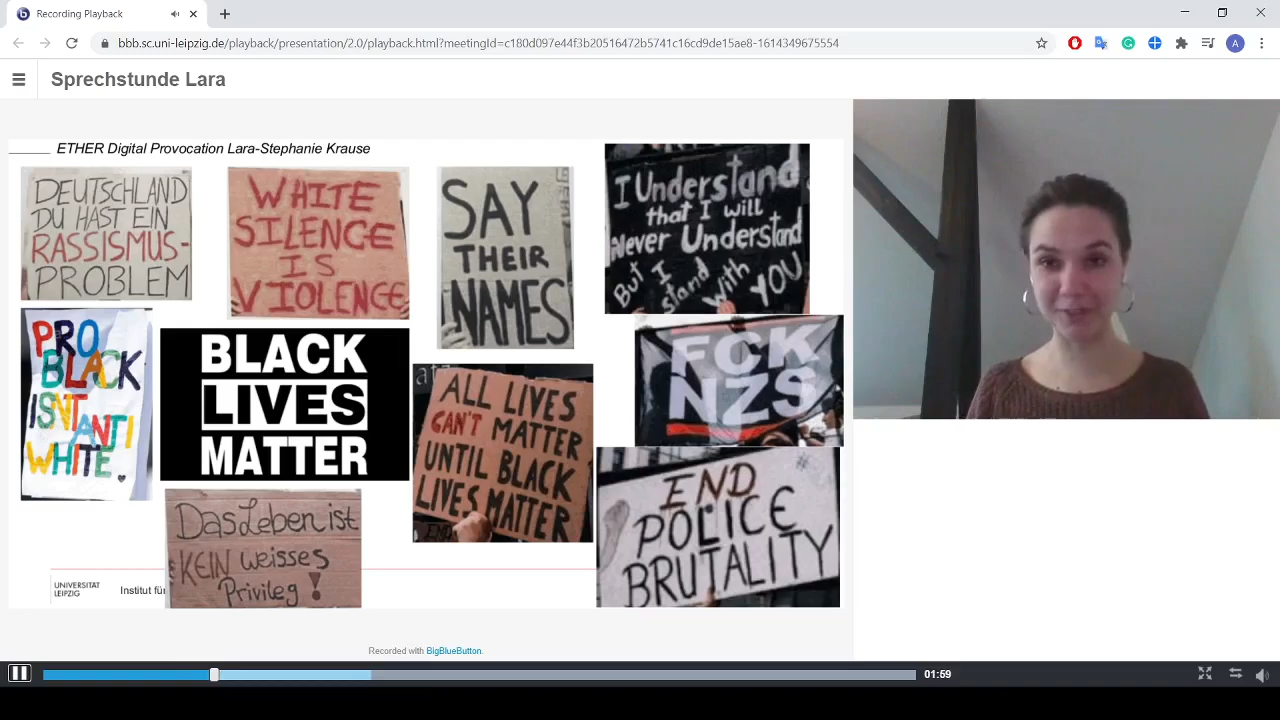 Recording Playback
bbb.sc.uni-leipzig.de/playback/presentation/2.0/playback.html?meetingId=c180d097e44f3b20516472b5741c16cd9de15ae8-1614349675554
A
Sprechstunde Lara
ETHER Digital Provocation Lara-Stephanie Krause
DEUTSCHLAND
DU HAST EIN
RASSISMUS-
PROBLEM
WHITE
SILENCE
IS
VIOLENCE
SAY
THEIR
NAMES
I Understand
that I will
Never Understand
But I
stand
with
YOU
PRO
BLACK
ISNT
ANTI
WHITE
BLACK
LIVES
MATTER
ALL LIVES
CAN'T MATTER
UNTIL BLACK
LIVES MATTER
FCK
NZS
END
POLICE
BRUTALITY
Das Leben ist
KEIN weisses
Privileg!
UNIVERSITÄT
LEIPZIG
Institut für
Recorded with BigBlueButton.
01:59